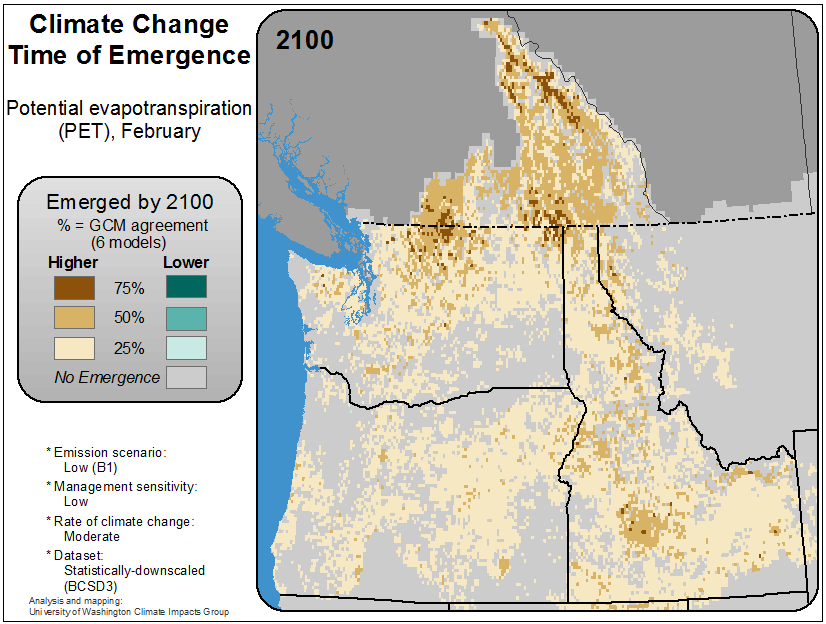 Climate Change
Time of Emergence
Potential evapotranspiration
(PET), February
Emerged by 2100
% = GCM agreement
(6 models)
Higher Lower
75%
50%
25%
No Emergence
* Emission scenario:
Low (B1)
* Management sensitivity:
Low
* Rate of climate change:
Moderate
* Dataset:
Statistically-downscaled
(BCSD3)
Analysis and mapping:
University of Washington Climate Impacts Group
2100